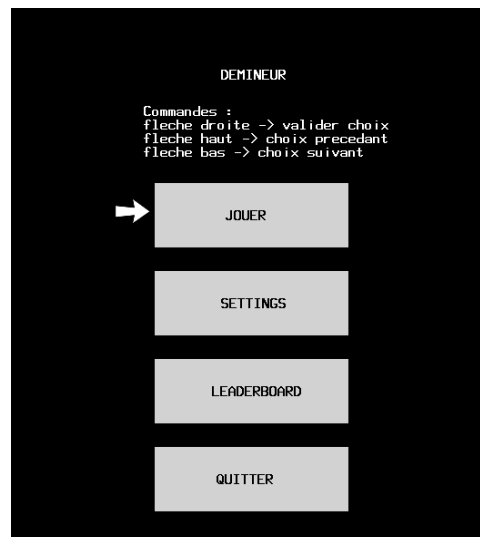 DEMINEUR
Commandes :
fleche droite -> valider choix
fleche haut -> choix precedant
fleche bas -> choix suivant
JOUER
SETTINGS
LEADERBOARD
QUITTER